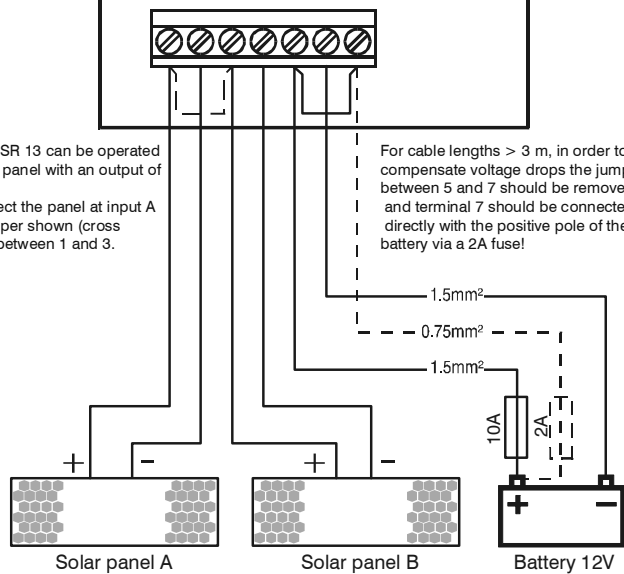 SR 13 can be operated
panel with an output of
ect the panel at input A
per shown (cross
between 1 and 3.
For cable lengths > 3 m, in order to
compensate voltage drops the jump
between 5 and 7 should be remove
and terminal 7 should be connecte
directly with the positive pole of the
battery via a 2A fuse!
1.5mm²
0.75mm²
1.5mm²
10A
2A
+ −
+ −
+ −
Solar panel A
Solar panel B
Battery 12V